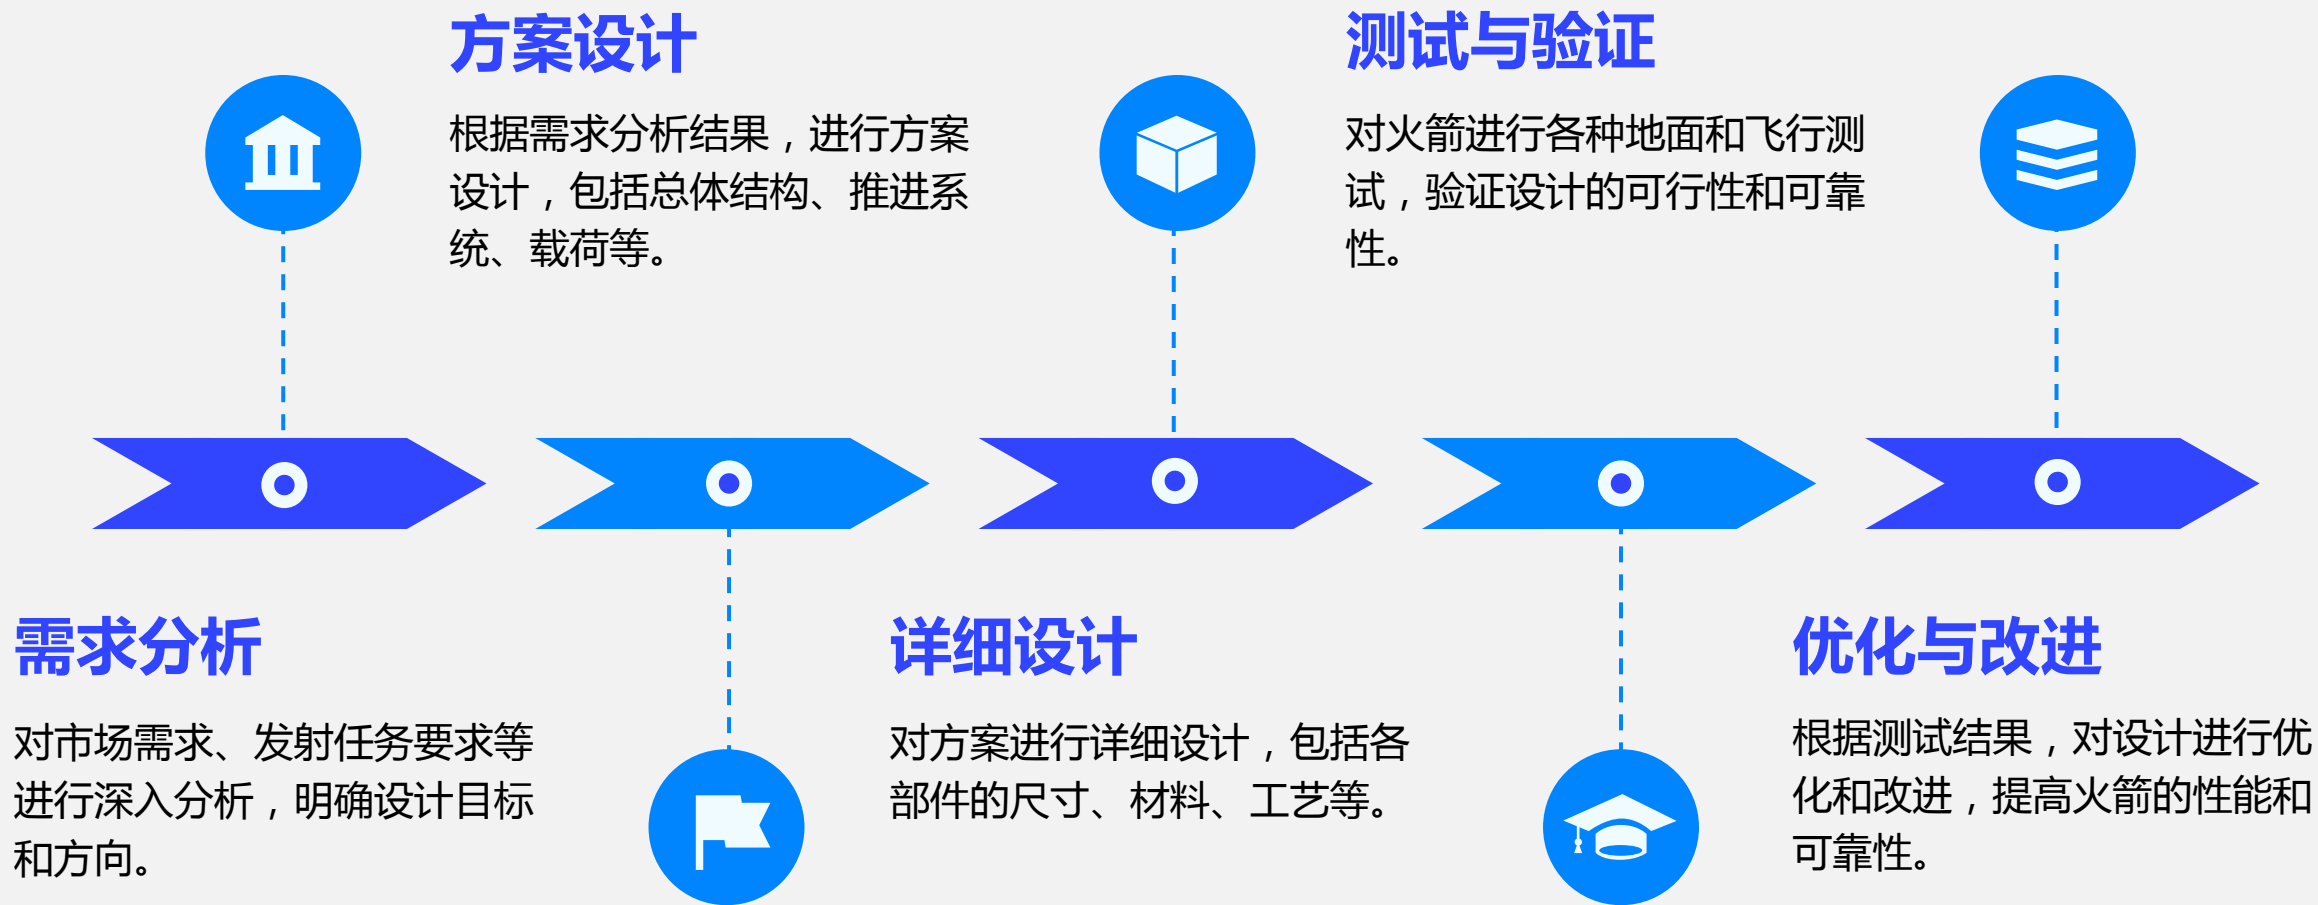 方案设计
根据需求分析结果，进行方案
设计，包括总体结构、推进系
统、载荷等。
测试与验证
对火箭进行各种地面和飞行测
试，验证设计的可行性和可靠
性。
需求分析
对市场需求、发射任务要求等
进行深入分析，明确设计目标
和方向。
详细设计
对方案进行详细设计，包括各
部件的尺寸、材料、工艺等。
优化与改进
根据测试结果，对设计进行优
化和改进，提高火箭的性能和
可靠性。